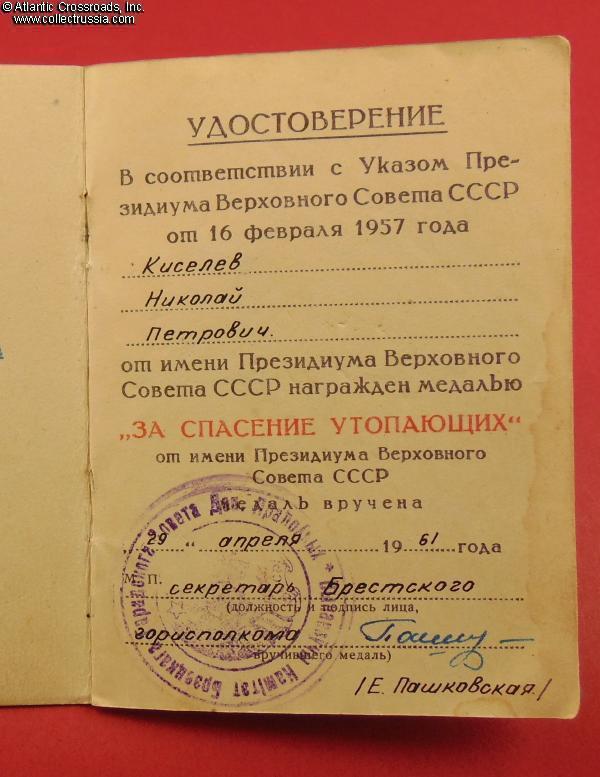 © Atlantic Crossroads, Inc.
www.collectrussia.com
УДОСТОВЕРЕНИЕ
В соответствии с Указом Пре-
зидиума Верховного Совета СССР
от 16 февраля 1957 года
Киселев
Николай
Петрович.
от имени Президиума Верховного
Совета СССР награжден медалью
„ЗА СПАСЕНИЕ УТОПАЮЩИХ“
от имени Президиума Верховного
Совета СССР
медаль вручена
„29“ апреля 1961 года
М.П.
секретарь Брестского
(должность и подпись лица,
горисполкома
вручившего медаль)
/Е. Пашковская/